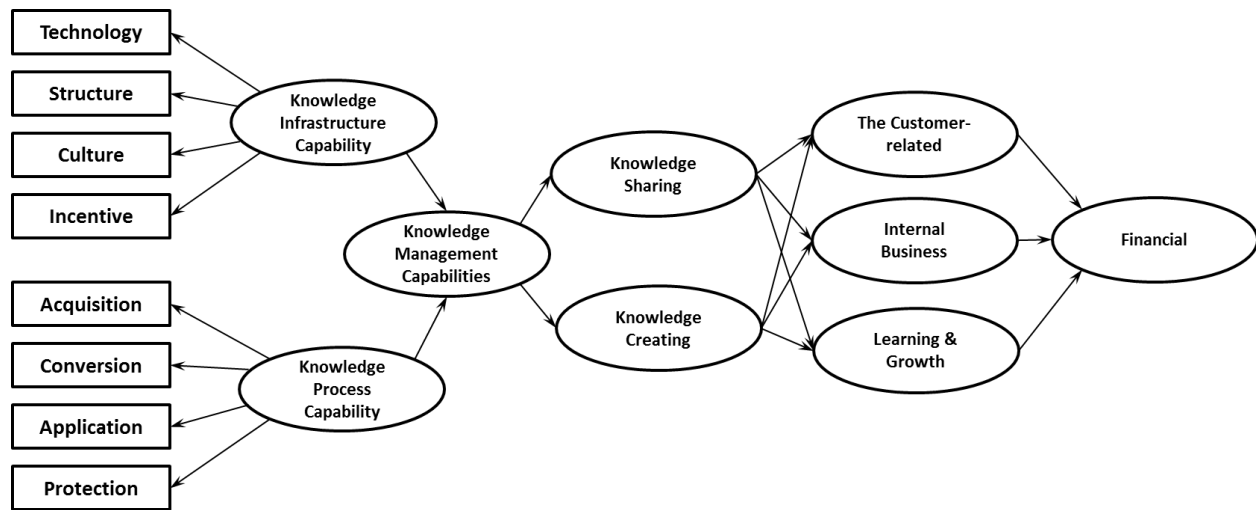 Technology
Structure
Culture
Incentive
Acquisition
Conversion
Application
Protection
Knowledge
Infrastructure
Capability
Knowledge
Process
Capability
Knowledge
Management
Capabilities
Knowledge
Sharing
Knowledge
Creating
The Customer-
related
Internal
Business
Learning &
Growth
Financial